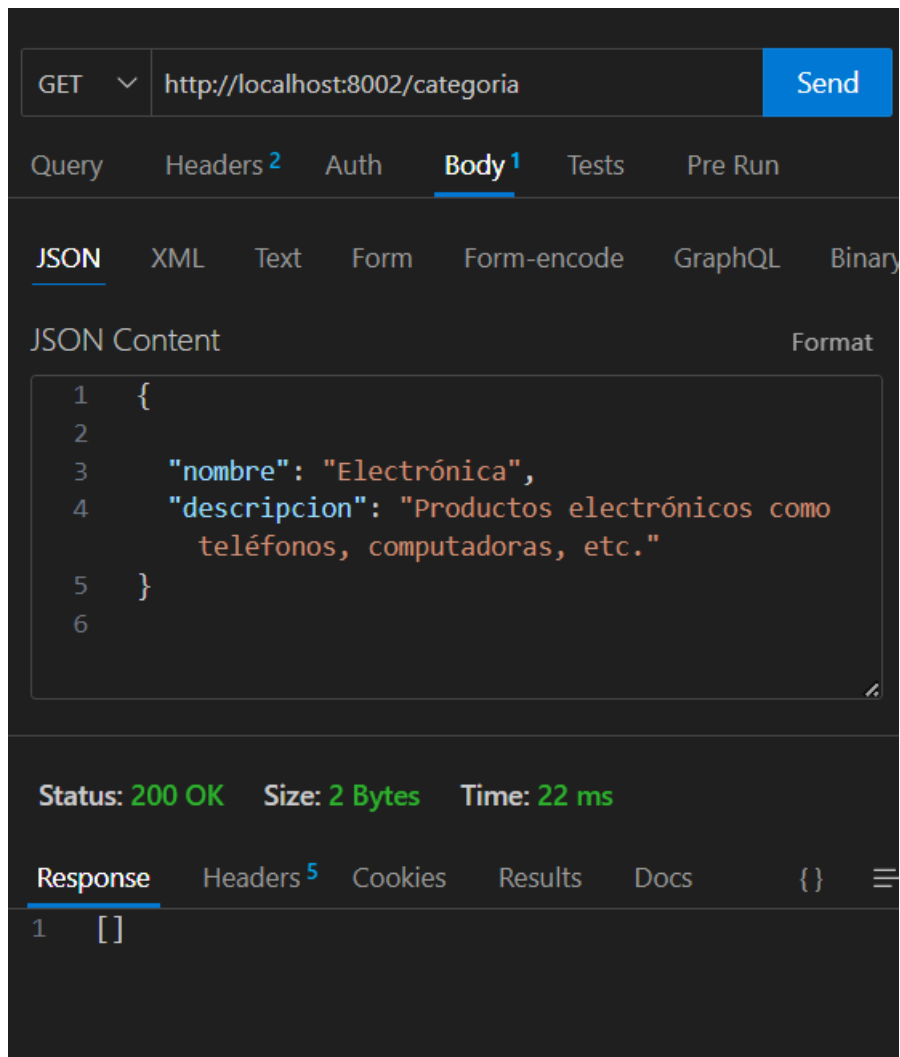 GET http://localhost:8002/categoria Send
Query Headers 2 Auth Body 1 Tests Pre Run
JSON XML Text Form Form-encode GraphQL Binary
JSON Content Format
1 {
2
3 "nombre": "Electrónica",
4 "descripcion": "Productos electrónicos como
teléfonos, computadoras, etc."
5 }
6
Status: 200 OK Size: 2 Bytes Time: 22 ms
Response Headers 5 Cookies Results Docs {}
1 []